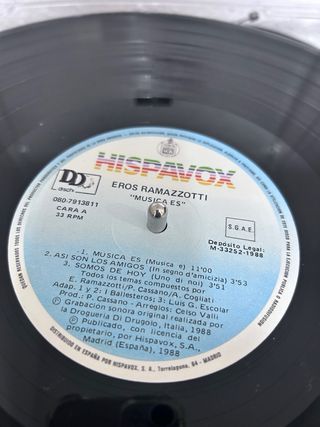 HISPAVOX
DD
disch
EROS RAMAZZOTTI
"MUSICA ES"
080-7913811
CARA A
33 RPM
S.G.A.E.
Depósito Legal:
M-33252-1988
1. MUSICA ES (Musica e) 11'00
2. ASI SON LOS AMIGOS (In segno d'amicizia) 3'53
3. SOMOS DE HOY (Uno di noi) 3'53
Todos los temas compuestos por
E. Ramazzotti/P. Cassano/A. Cogliati
Adap. 1 y 2: I Ballesteros; 3: Luis G. Escolar
Prod.: P. Cassano - Arreglos: Celso Valli
Grabación sonora original realizada por
la Drogueria Di Drugolo, Italia, 1988
Ⓟ Publicado, con licencia del
propietario, por Hispavox, S.A.,
Madrid (España), 1988
DISTRIBUIDO EN ESPAÑA POR HISPAVOX, S. A., Torrelaguna, 64 - MADRID